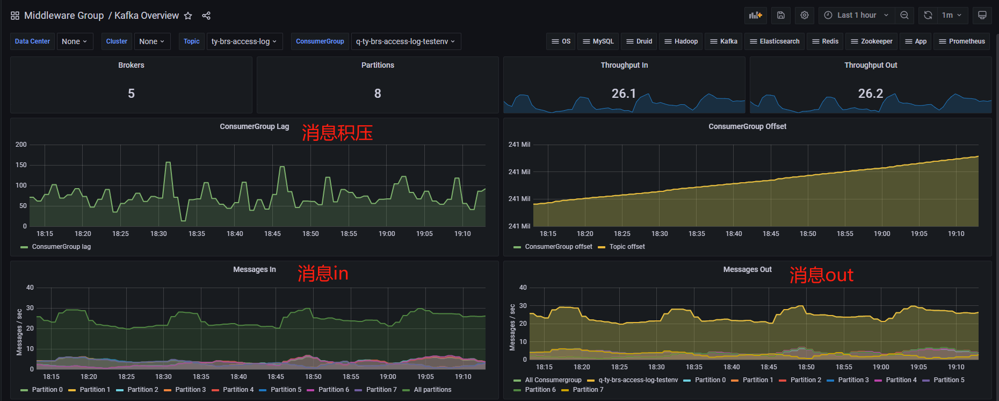 Middleware Group / Kafka Overview
Last 1 hour
1m
Data Center None Cluster None Topic ty-brs-access-log ConsumerGroup q-ty-brs-access-log-testenv
OS MySQL Druid Hadoop Kafka Elasticsearch Redis Zookeeper App Prometheus
Brokers
5
Partitions
8
Throughput In
26.1
Throughput Out
26.2
ConsumerGroup Lag 消息积压
200
150
100
50
0
18:15 18:20 18:25 18:30 18:35 18:40 18:45 18:50 18:55 19:00 19:05 19:10
ConsumerGroup lag
ConsumerGroup Offset
241 Mil
241 Mil
241 Mil
241 Mil
18:15 18:20 18:25 18:30 18:35 18:40 18:45 18:50 18:55 19:00 19:05 19:10
ConsumerGroup offset Topic offset
Messages In 消息in
Messages / sec
40
30
20
10
0
18:15 18:20 18:25 18:30 18:35 18:40 18:45 18:50 18:55 19:00 19:05 19:10
Partition 0 Partition 1 Partition 2 Partition 3 Partition 4 Partition 5 Partition 6 Partition 7 All partitions
Messages Out 消息out
Messages / sec
40
30
20
10
0
18:15 18:20 18:25 18:30 18:35 18:40 18:45 18:50 18:55 19:00 19:05 19:10
All Consumergroup q-ty-brs-access-log-testenv Partition 0 Partition 1 Partition 2 Partition 3 Partition 4 Partition 5
Partition 6 Partition 7